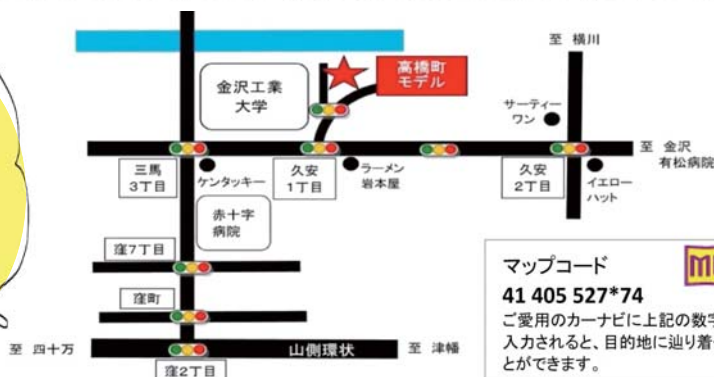 至 横川
金沢工業
大学
高橋町
モデル
サーティー
ワン
至 金沢
有松病院
三馬
3丁目
ケンタッキー
久安
1丁目
ラーメン
岩本屋
久安
2丁目
イエロー
ハット
赤十字
病院
窪7丁目
窪町
至 四十万
山側環状
至 津幡
窪2丁目
マップコード
41 405 527*74
ご愛用のカーナビに上記の数字
入力されると、目的地に辿り着
とができます。